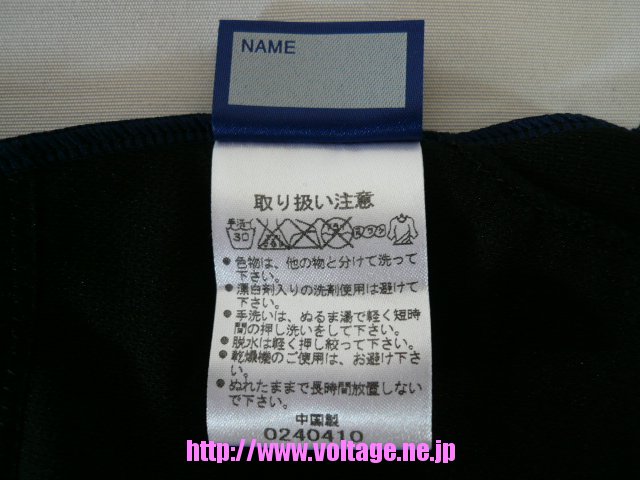 NAME
取り扱い注意
手洗イ
30
●色物は、他の物と分けて洗って
下さい。
●漂白剤入りの洗剤使用は避けて
下さい。
●手洗いは、ぬるま湯で軽く短時
間の押し洗いをして下さい。
●脱水は軽く押し絞って下さい。
●乾燥機のご使用は、お避け下さ
い。
●ぬれたままで長時間放置しない
で下さい。
中国製
0240410
http://www.voltage.ne.jp